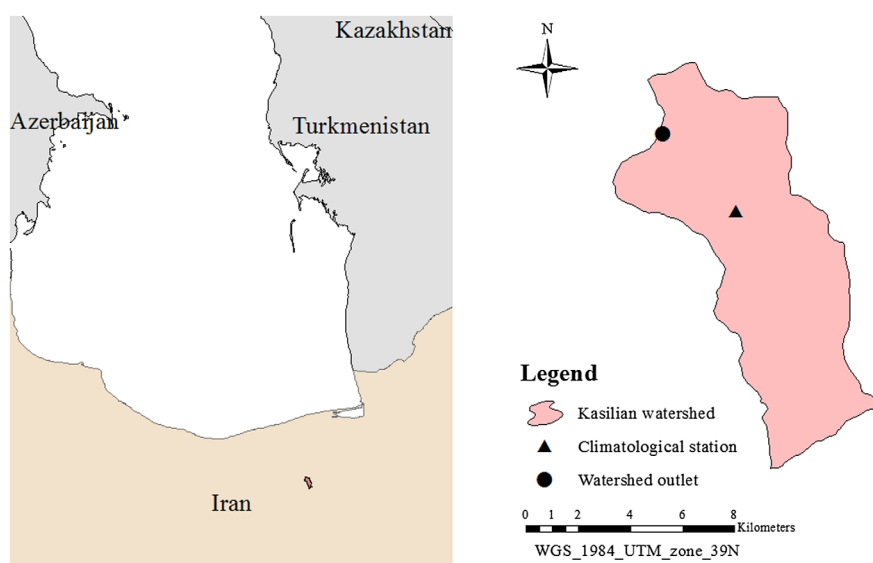 Kazakhstan
Azerbaijan
Turkmenistan
Iran
N
Legend
Kasilian watershed
Climatological station
Watershed outlet
0 1 2 4 6 8
Kilometers
WGS_1984_UTM_zone_39N